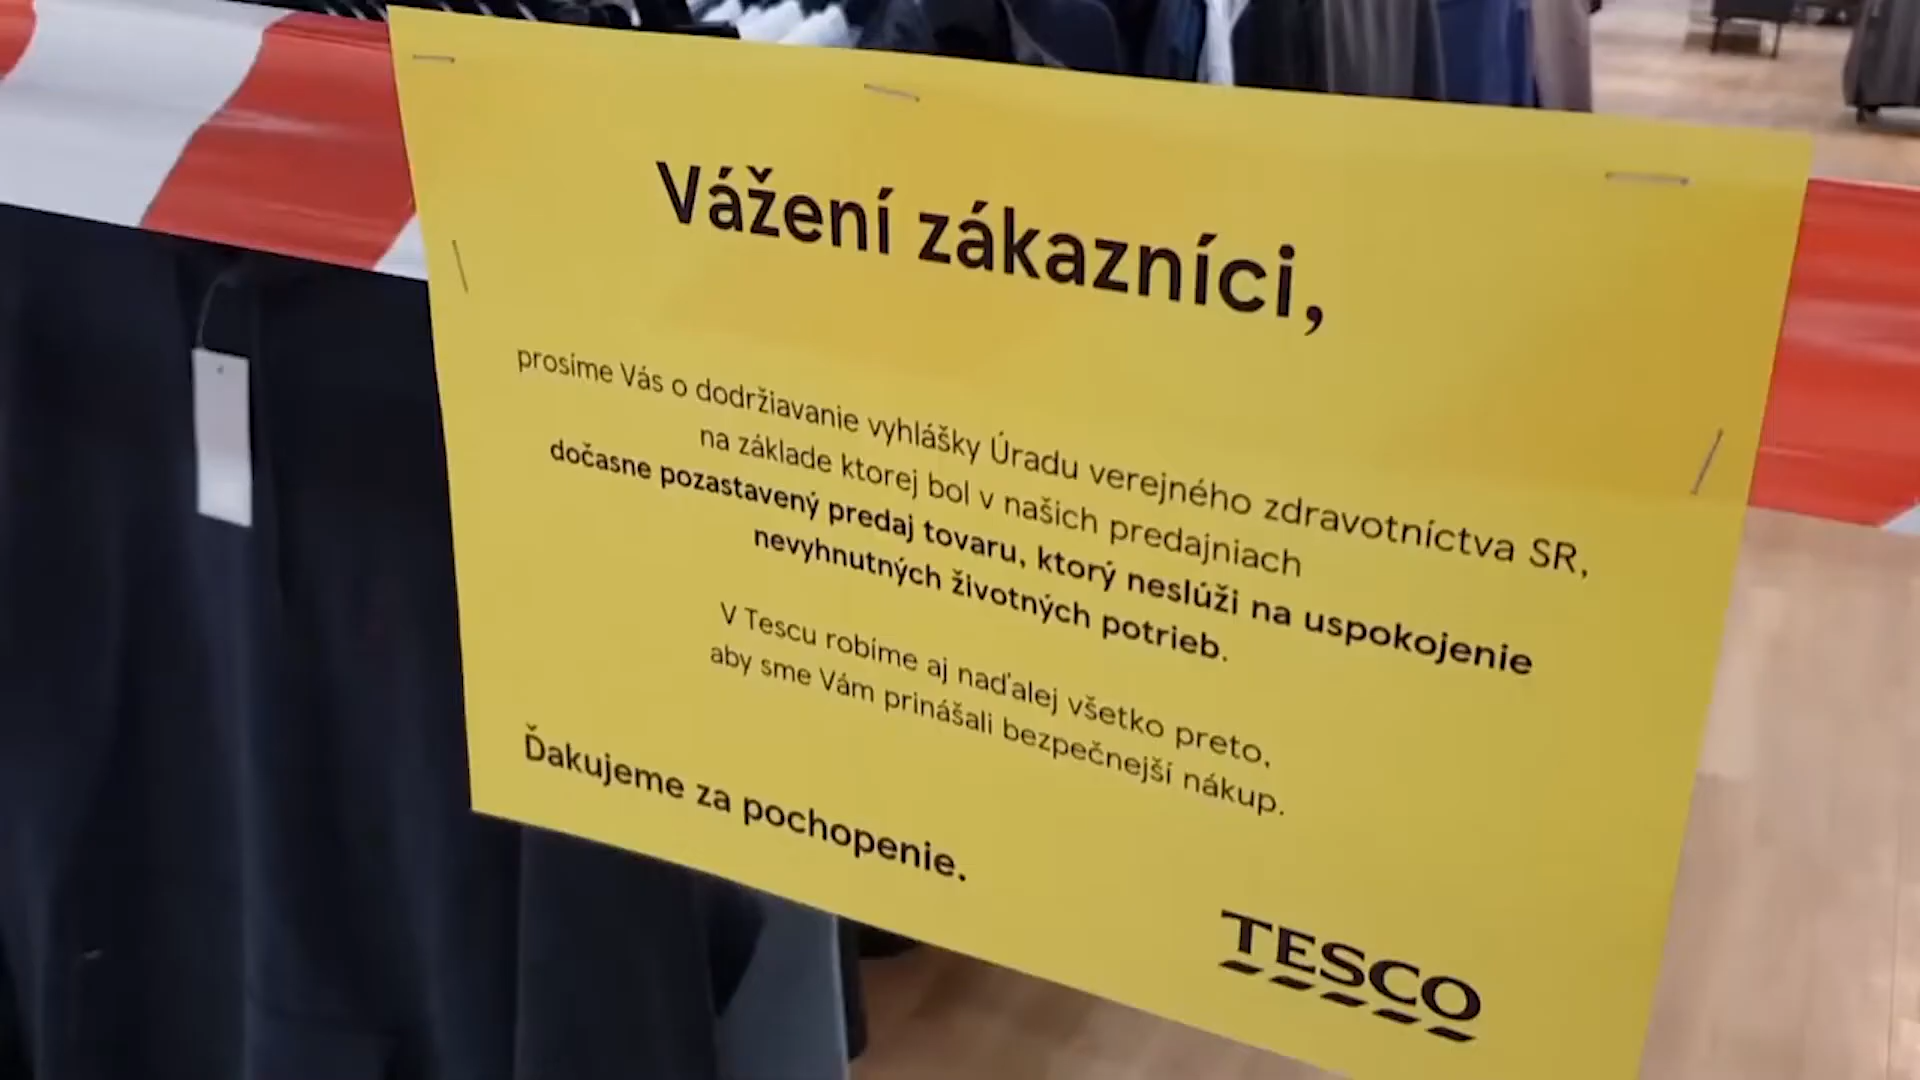 Vážení zákazníci,
prosíme Vás o dodržiavanie vyhlášky Úradu verejného zdravotníctva SR,
na základe ktorej bol v našich predajniach
dočasne pozastavený predaj tovaru, ktorý neslúži na uspokojenie
nevyhnutných životných potrieb.
V Tescu robíme aj naďalej všetko preto,
aby sme Vám prinášali bezpečnejší nákup.
Ďakujeme za pochopenie.
TESCO